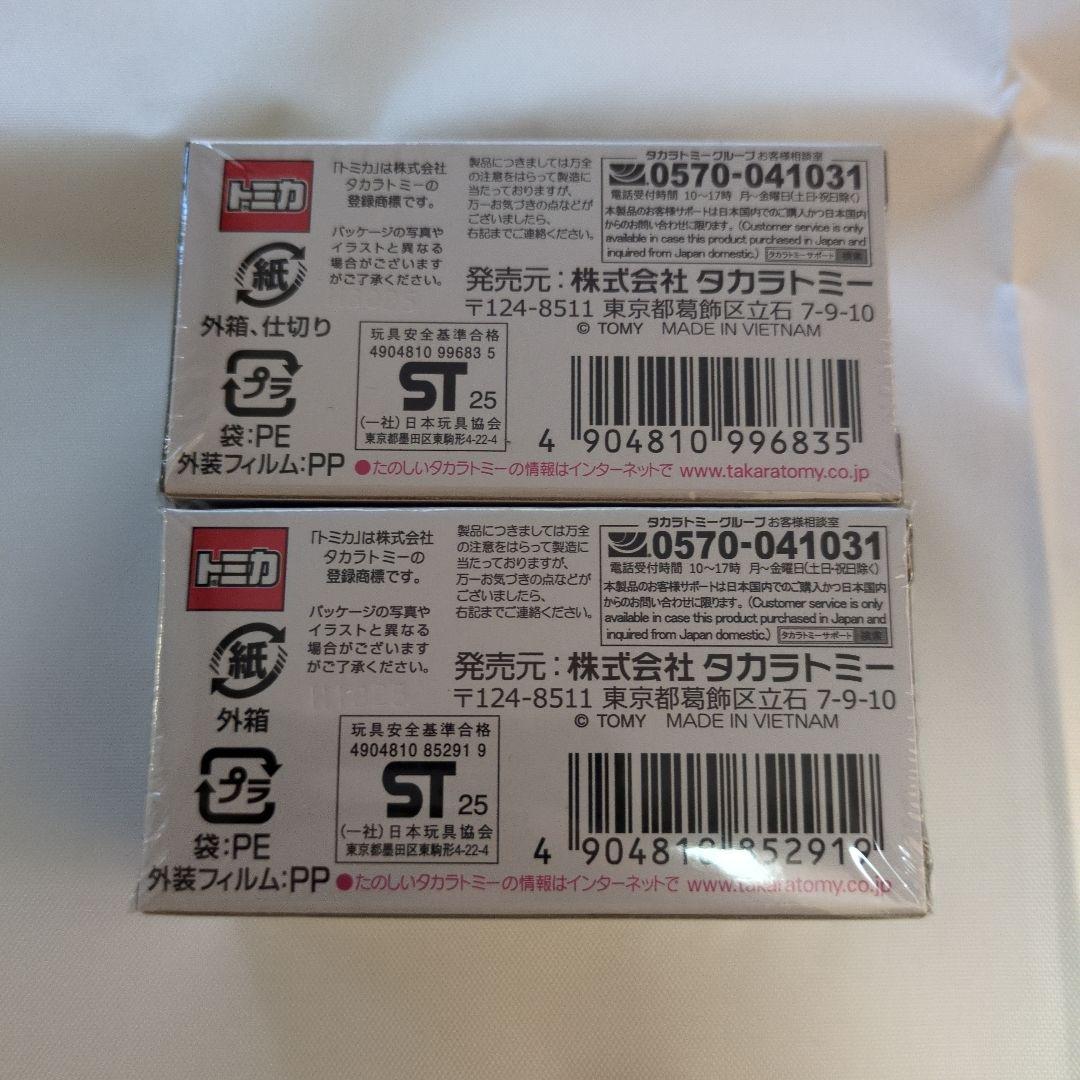 トミカ
「トミカ」は株式会社
タカラトミーの
登録商標です。
パッケージの写真や
イラストと異なる
場合がございます
がご了承ください。
製品につきましては万全
の注意をはらって製造に
当たっておりますが、
万一お気づきの点などが
ございましたら、
右記までご連絡ください。
タカラトミーグループお客様相談室
0570-041031
電話受付時間 10〜17時 月〜金曜日(土日・祝日除く)
本製品のお客様サポートは日本国内でのご購入かつ日本国内
からのお問い合わせに限ります。(Customer service is only
available in case this product purchased in Japan and
inquired from Japan domestic.) タカラトミーサポート 検索
紙
外箱、仕切り
プラ
袋:PE
外装フィルム:PP
発売元:株式会社 タカラトミー
〒124-8511 東京都葛飾区立石 7-9-10
© TOMY MADE IN VIETNAM
玩具安全基準合格
4904810 99683 5
ST 25
(一社)日本玩具協会
東京都墨田区東駒形4-22-4
4 904810 996835
●たのしいタカラトミーの情報はインターネットで www.takaratomy.co.jp
トミカ
「トミカ」は株式会社
タカラトミーの
登録商標です。
パッケージの写真や
イラストと異なる
場合がございます
がご了承ください。
製品につきましては万全
の注意をはらって製造に
当たっておりますが、
万一お気づきの点などが
ございましたら、
右記までご連絡ください。
タカラトミーグループお客様相談室
0570-041031
電話受付時間 10〜17時 月〜金曜日(土日・祝日除く)
本製品のお客様サポートは日本国内でのご購入かつ日本国内
からのお問い合わせに限ります。(Customer service is only
available in case this product purchased in Japan and
inquired from Japan domestic.) タカラトミーサポート 検索
紙
外箱
プラ
袋:PE
外装フィルム:PP
発売元:株式会社 タカラトミー
〒124-8511 東京都葛飾区立石 7-9-10
© TOMY MADE IN VIETNAM
玩具安全基準合格
4904810 85291 9
ST 25
(一社)日本玩具協会
東京都墨田区東駒形4-22-4
4 904810 852919
●たのしいタカラトミーの情報はインターネットで www.takaratomy.co.jp